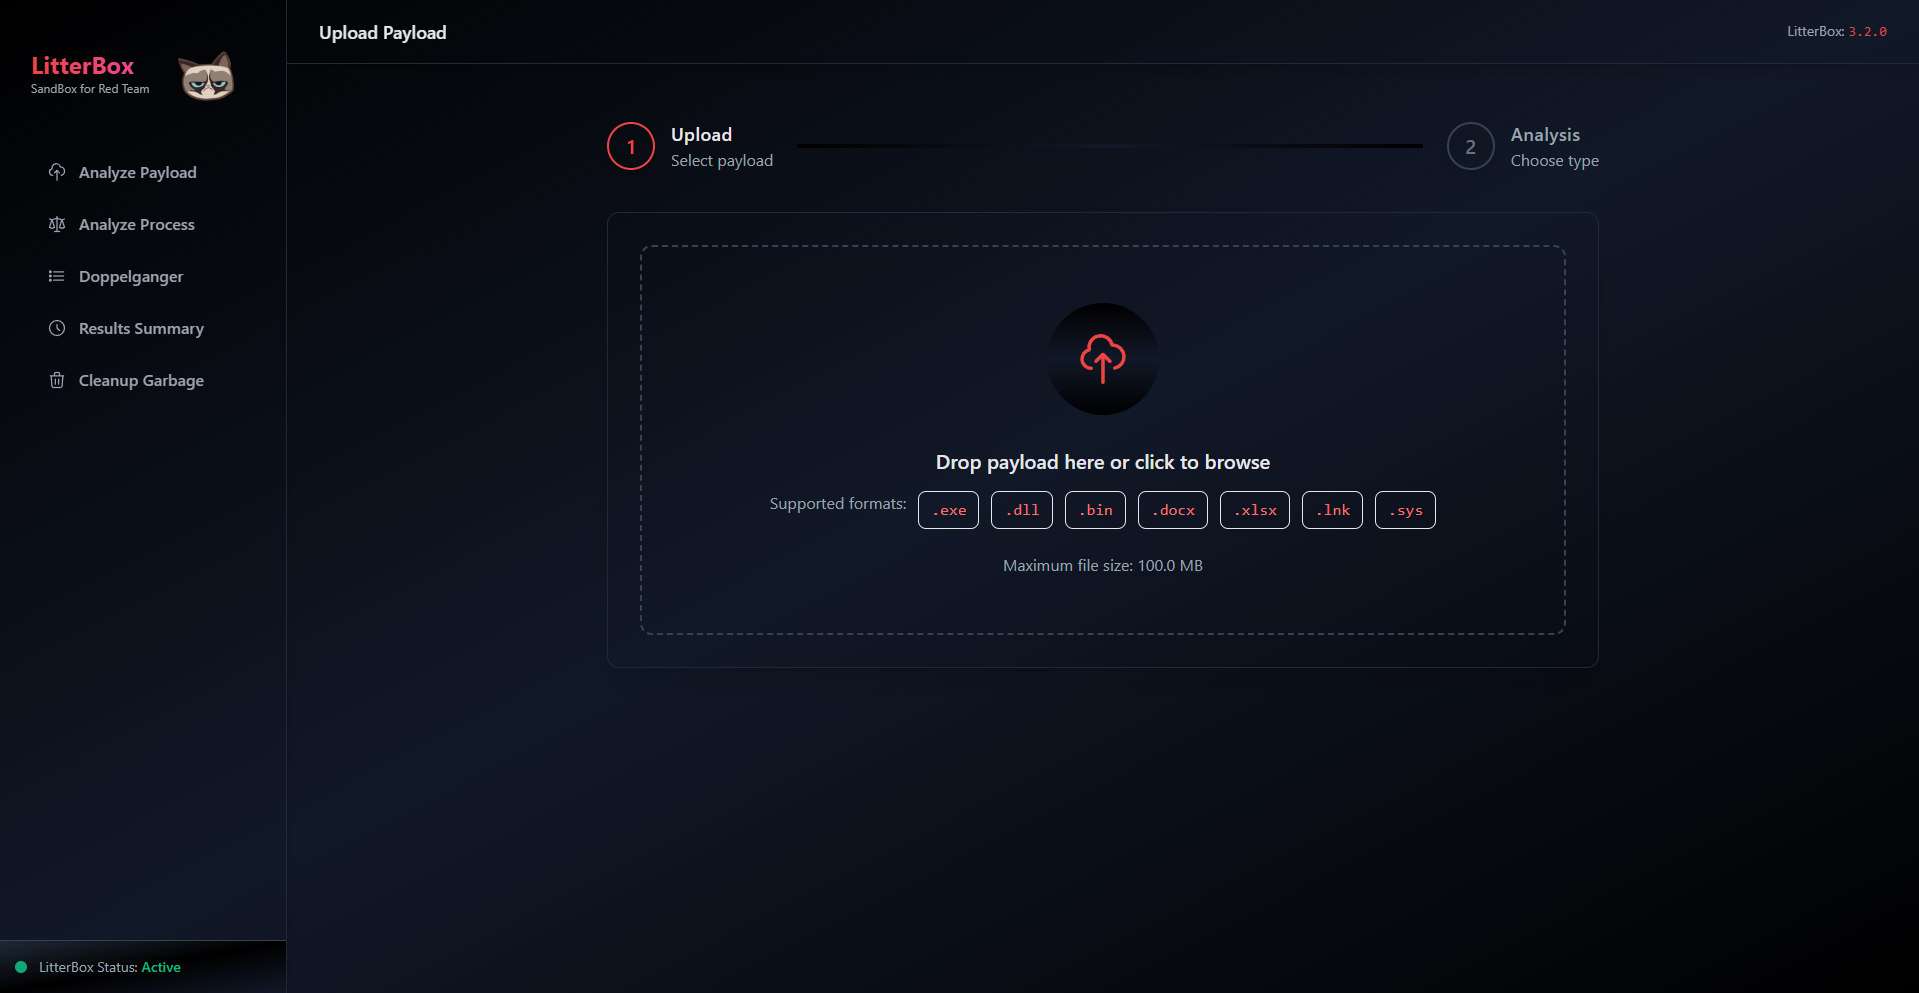 LitterBox
SandBox for Red Team
Analyze Payload
Analyze Process
Doppelganger
Results Summary
Cleanup Garbage
LitterBox Status: Active
Upload Payload
LitterBox: 3.2.0
1
Upload
Select payload
2
Analysis
Choose type
Drop payload here or click to browse
Supported formats: .exe .dll .bin .docx .xlsx .lnk .sys
Maximum file size: 100.0 MB